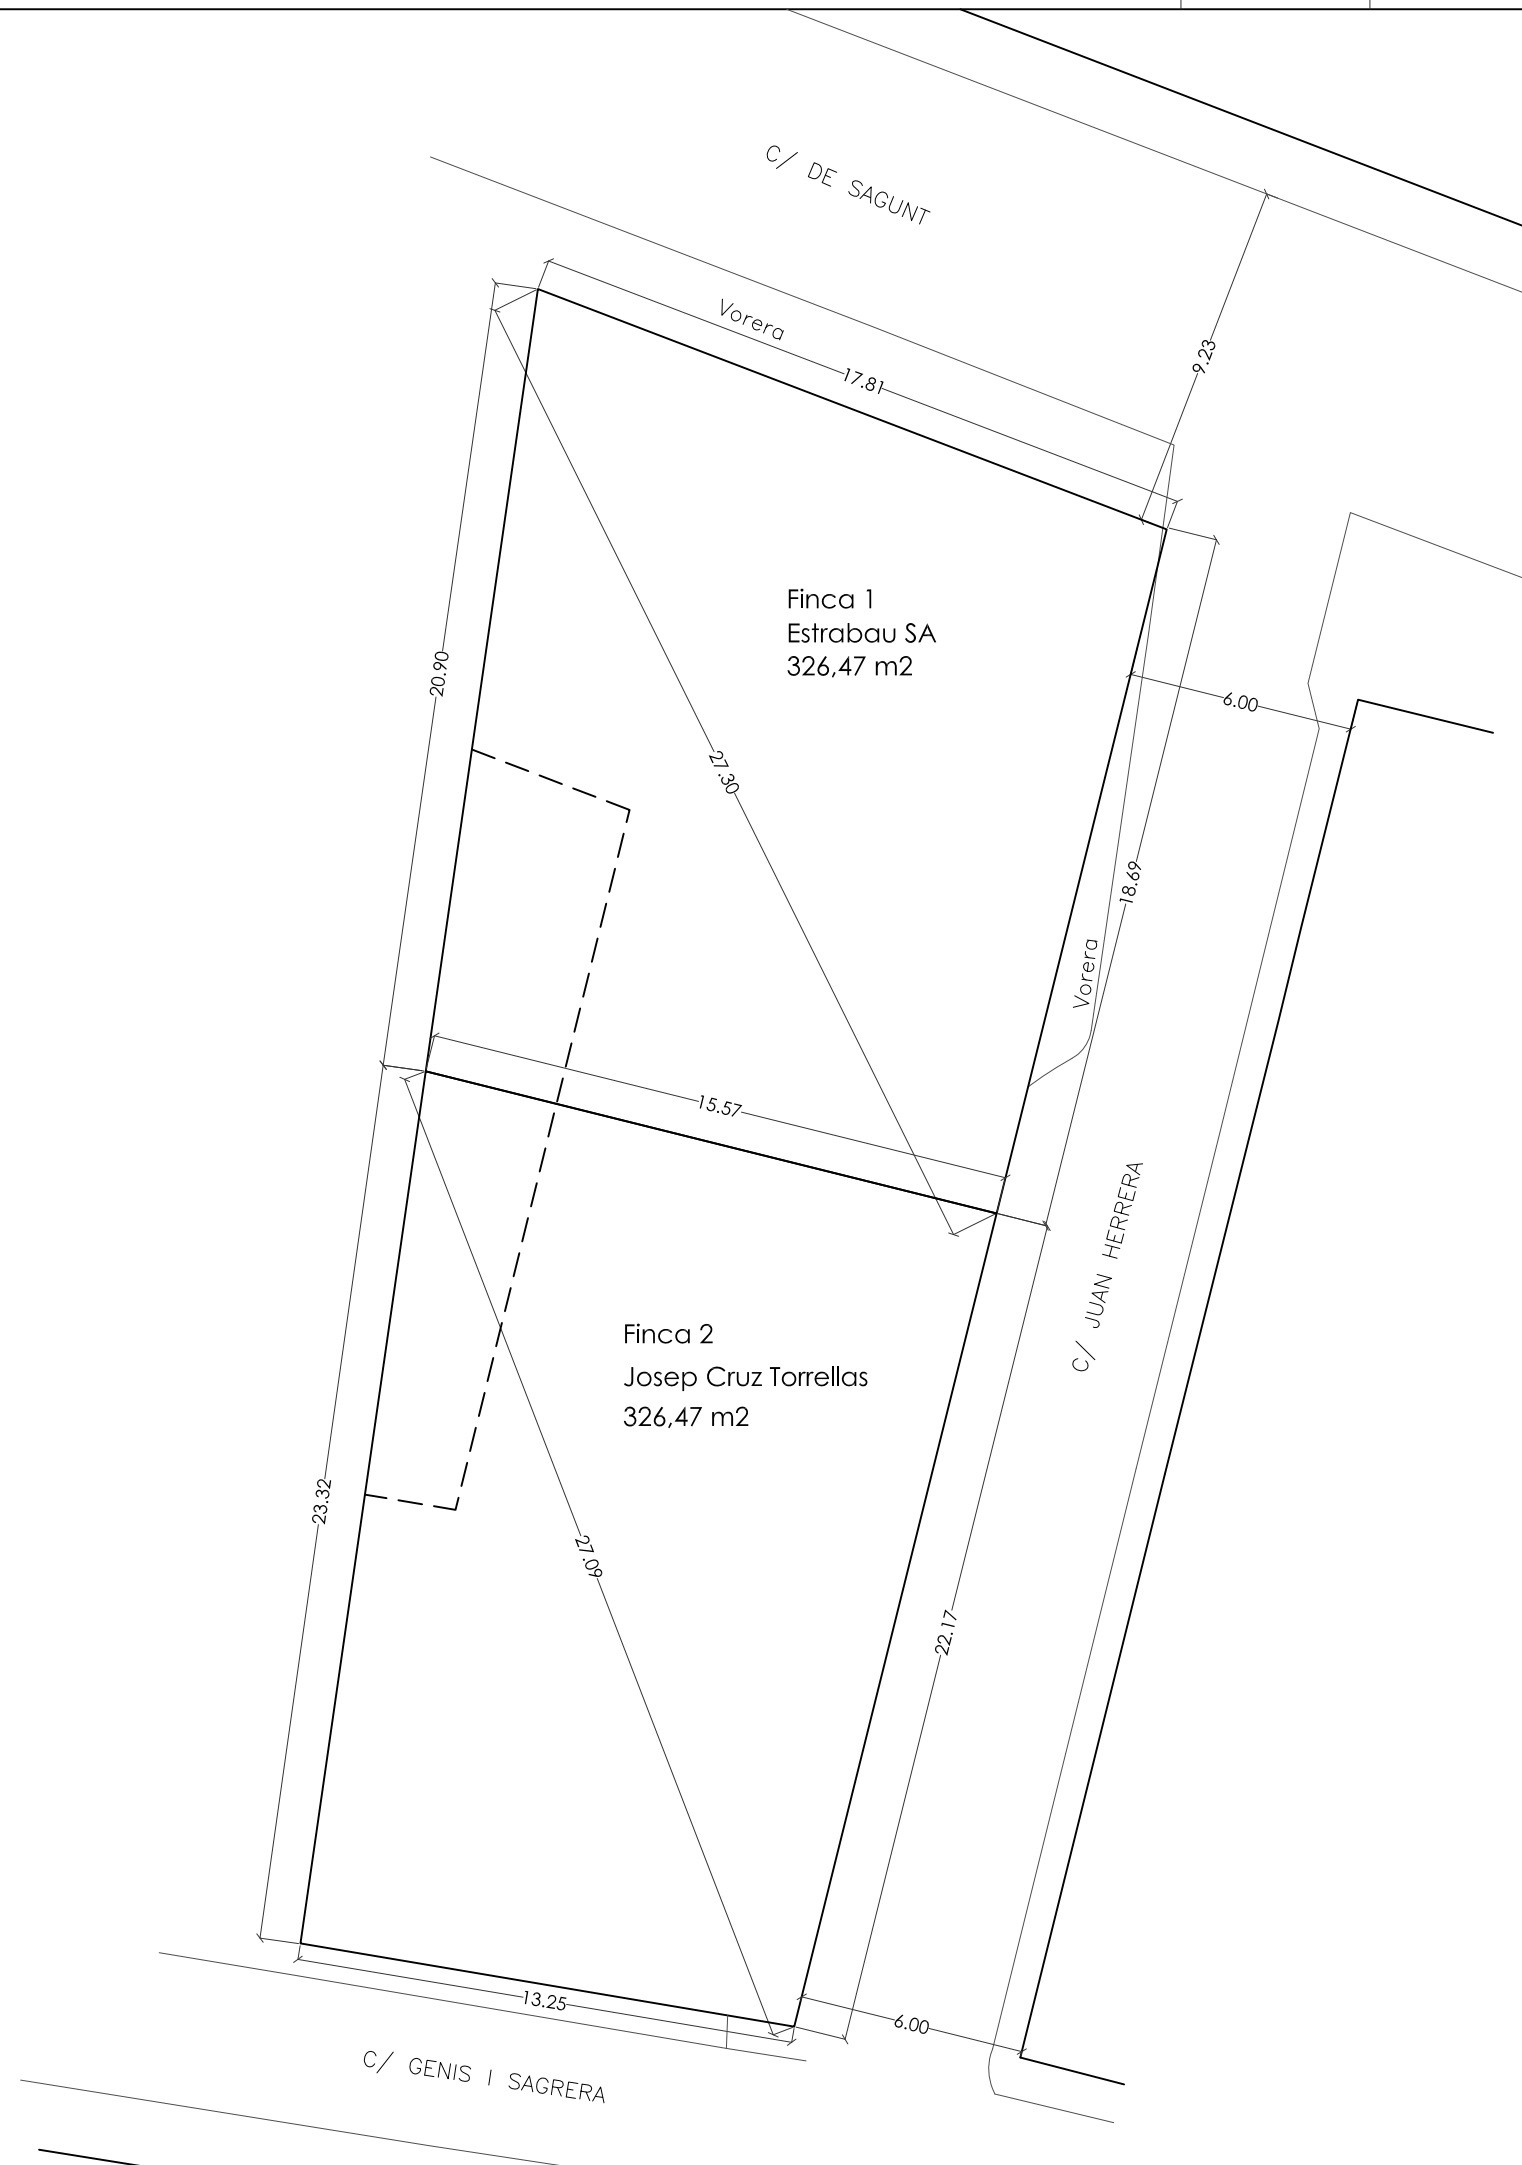 C/ DE SAGUNT
Vorera
17.81
9.23
Finca 1
Estrabau SA
326,47 m2
20.90
6.00
27.30
18.69
Vorera
15.57
C/ JUAN HERRERA
Finca 2
Josep Cruz Torrellas
326,47 m2
23.32
27.09
22.17
13.25
6.00
C/ GENIS I SAGRERA